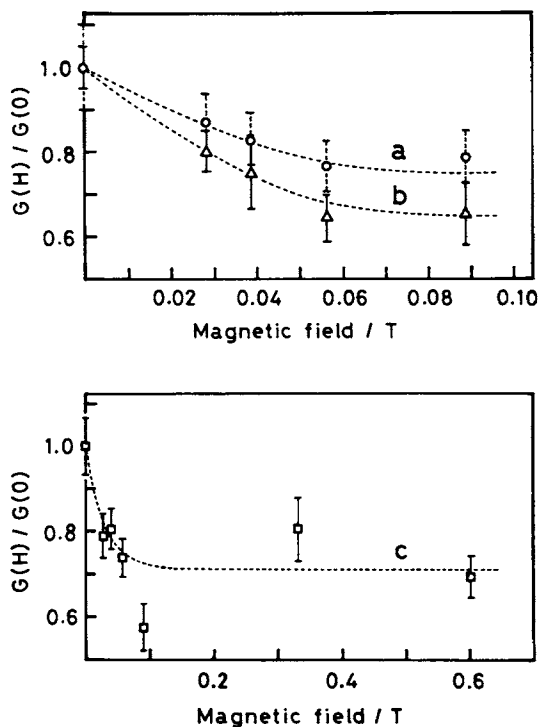 G(H) / G(0)
1.0
0.8
0.6
a
b
0.02 0.04 0.06 0.08 0.10
Magnetic field / T
G(H) / G(0)
1.0
0.8
0.6
c
0.2 0.4 0.6
Magnetic field / T